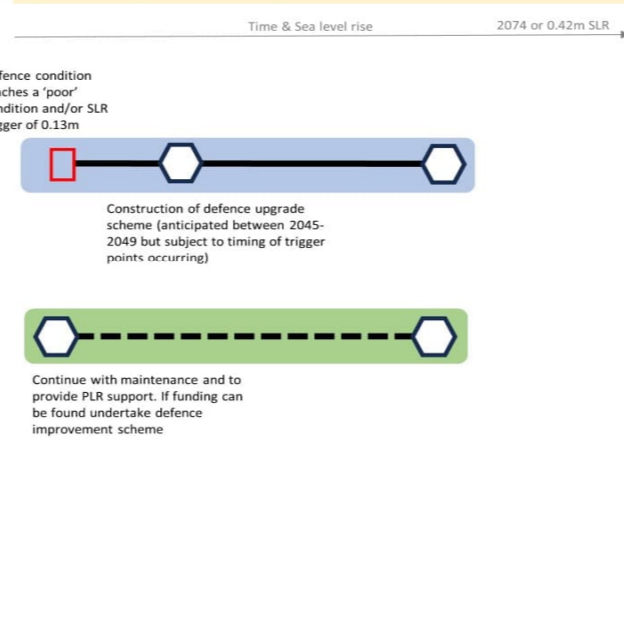 Time & Sea level rise
2074 or 0.42m SLR
fence condition
ches a ‘poor’
ndition and/or SLR
gger of 0.13m
Construction of defence upgrade
scheme (anticipated between 2045-
2049 but subject to timing of trigger
points occurring)
Continue with maintenance and to
provide PLR support. If funding can
be found undertake defence
improvement scheme